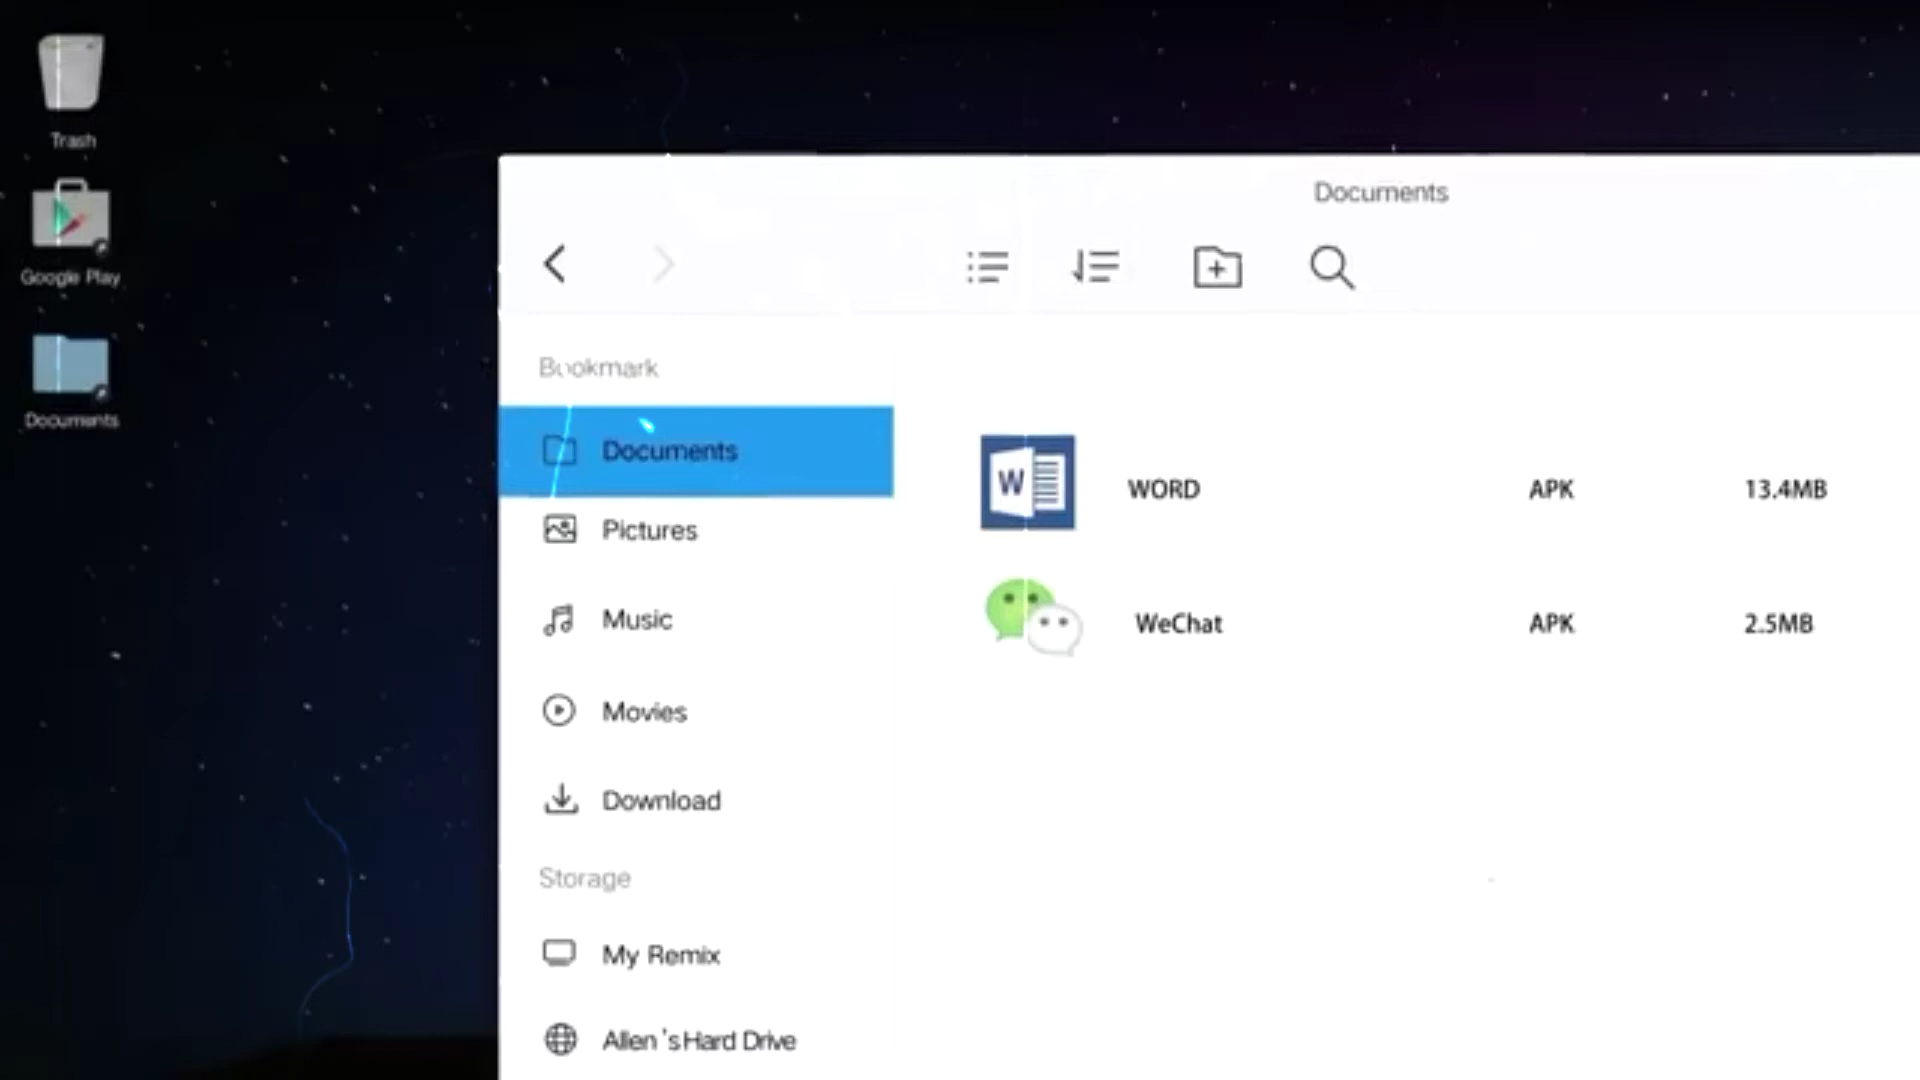 Trash
Google Play
Documents
Documents
Bookmark
Documents
Pictures
Music
Movies
Download
Storage
My Remix
Allen 's Hard Drive
W
WORD APK 13.4MB
WeChat APK 2.5MB